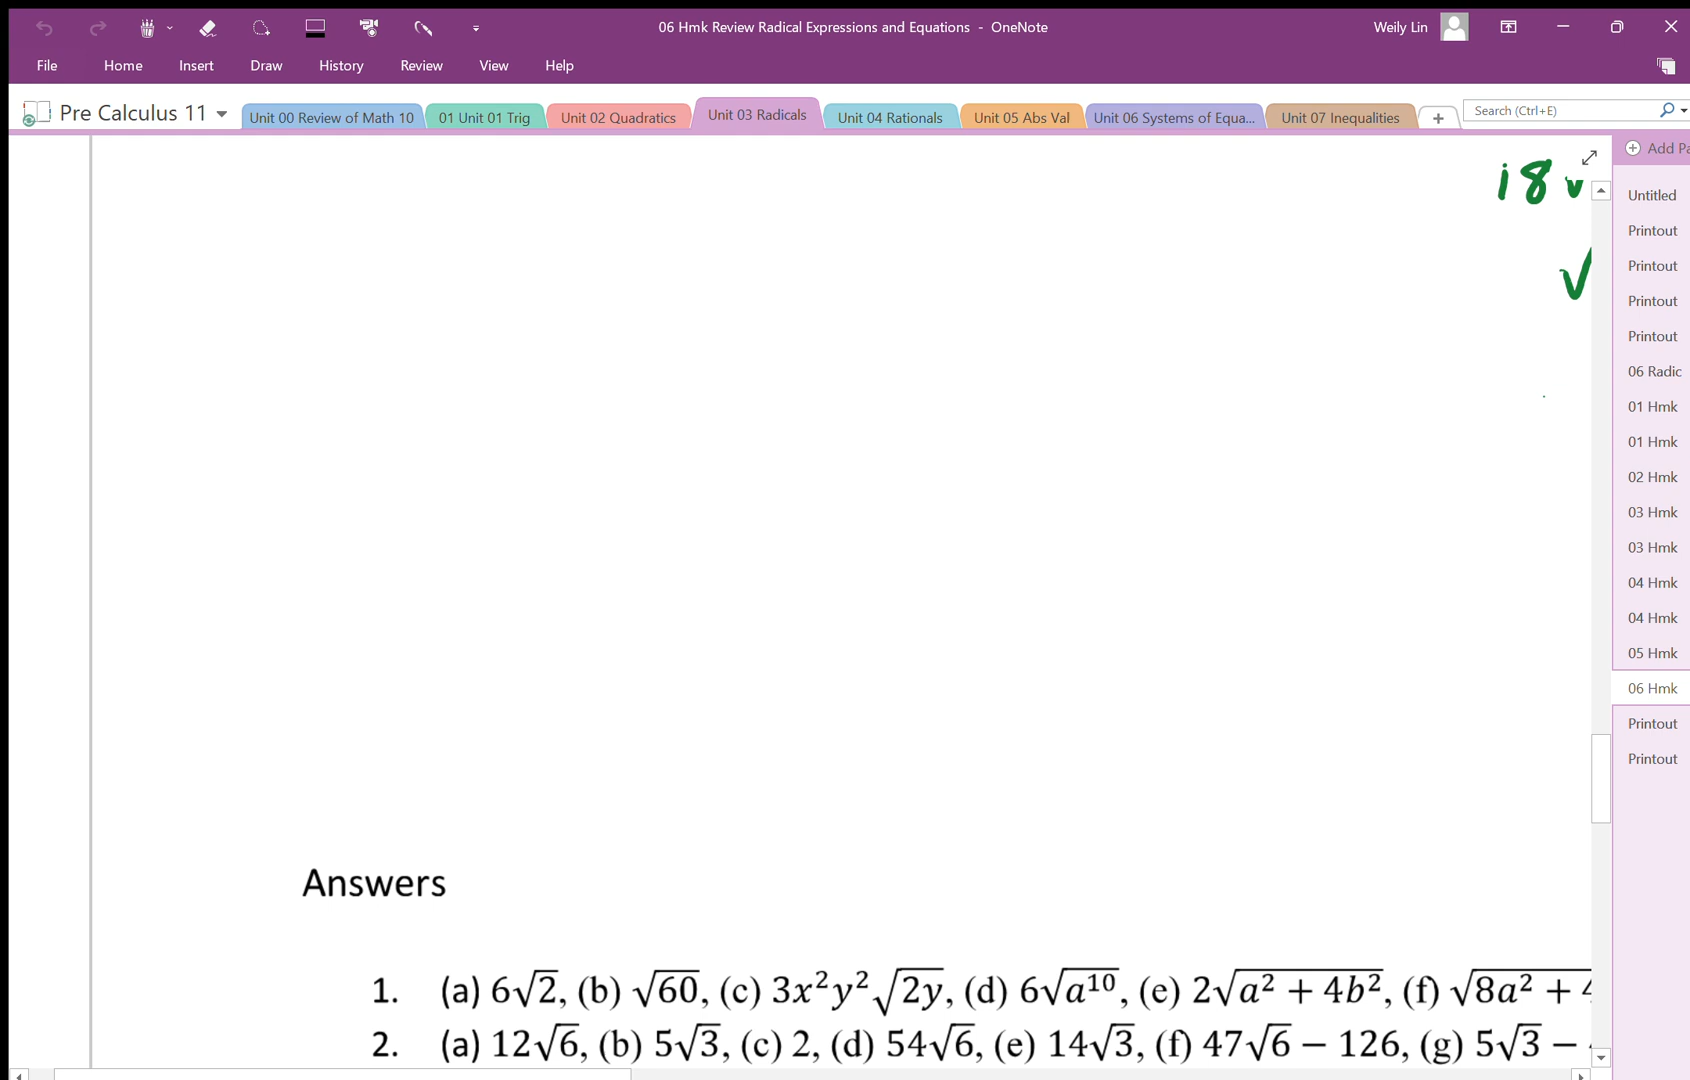 06 Hmk Review Radical Expressions and Equations - OneNote
Weily Lin
File Home Insert Draw History Review View Help
Pre Calculus 11
Unit 00 Review of Math 10
01 Unit 01 Trig
Unit 02 Quadratics
Unit 03 Radicals
Unit 04 Rationals
Unit 05 Abs Val
Unit 06 Systems of Equa...
Unit 07 Inequalities
Search (Ctrl+E)
Add Pa
i 8 √
√
Untitled
Printout
Printout
Printout
Printout
06 Radic
01 Hmk
01 Hmk
02 Hmk
03 Hmk
03 Hmk
04 Hmk
04 Hmk
05 Hmk
06 Hmk
Printout
Printout
Answers
1. (a) 6√2, (b) √60, (c) 3x²y²√2y, (d) 6√a¹⁰, (e) 2√a² + 4b², (f) √8a² + 4
2. (a) 12√6, (b) 5√3, (c) 2, (d) 54√6, (e) 14√3, (f) 47√6 − 126, (g) 5√3 −